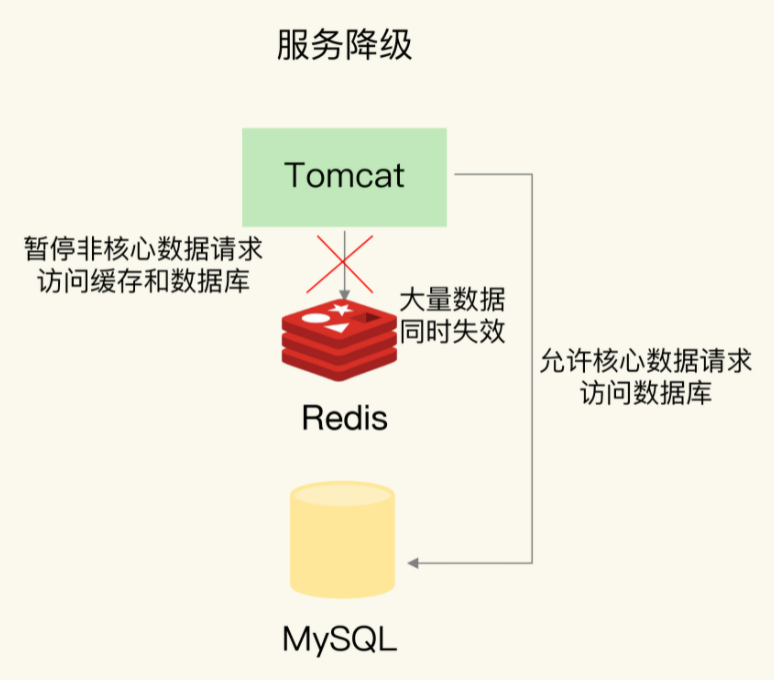 服务降级
Tomcat
暂停非核心数据请求
访问缓存和数据库
大量数据
同时失效
允许核心数据请求
访问数据库
Redis
MySQL